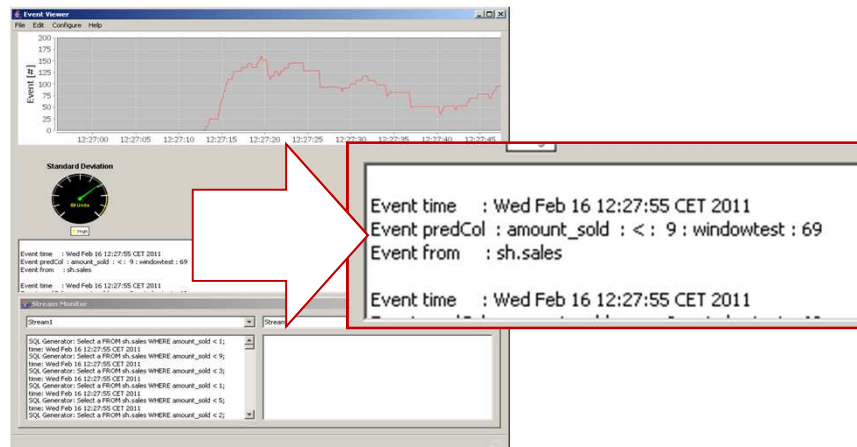 Event Viewer
File Edit Configure Help
Event [#]
200
175
150
125
100
75
50
25
0
12:27:00 12:27:05 12:27:10 12:27:15 12:27:20 12:27:25 12:27:30 12:27:35 12:27:40 12:27:45
Standard Deviation
Units
High
Event time : Wed Feb 16 12:27:55 CET 2011
Event predCol : amount_sold : < : 9 : windowtest : 69
Event from : sh.sales
Event time : Wed Feb 16 12:27:55 CET 2011
Event time : Wed Feb 16 12:27:55 CET 2011
Event predCol : amount_sold : < : 9 : windowtest : 69
Event from : sh.sales
Event time : Wed Feb 16 12:27:55 CET 2011
Stream Monitor
Stream1
Stream
SQL Generator: Select a FROM sh.sales WHERE amount_sold < 1;
time: Wed Feb 16 12:27:55 CET 2011
SQL Generator: Select a FROM sh.sales WHERE amount_sold < 9;
time: Wed Feb 16 12:27:55 CET 2011
SQL Generator: Select a FROM sh.sales WHERE amount_sold < 3;
time: Wed Feb 16 12:27:55 CET 2011
SQL Generator: Select a FROM sh.sales WHERE amount_sold < 1;
time: Wed Feb 16 12:27:55 CET 2011
SQL Generator: Select a FROM sh.sales WHERE amount_sold < 5;
time: Wed Feb 16 12:27:55 CET 2011
SQL Generator: Select a FROM sh.sales WHERE amount_sold < 2;